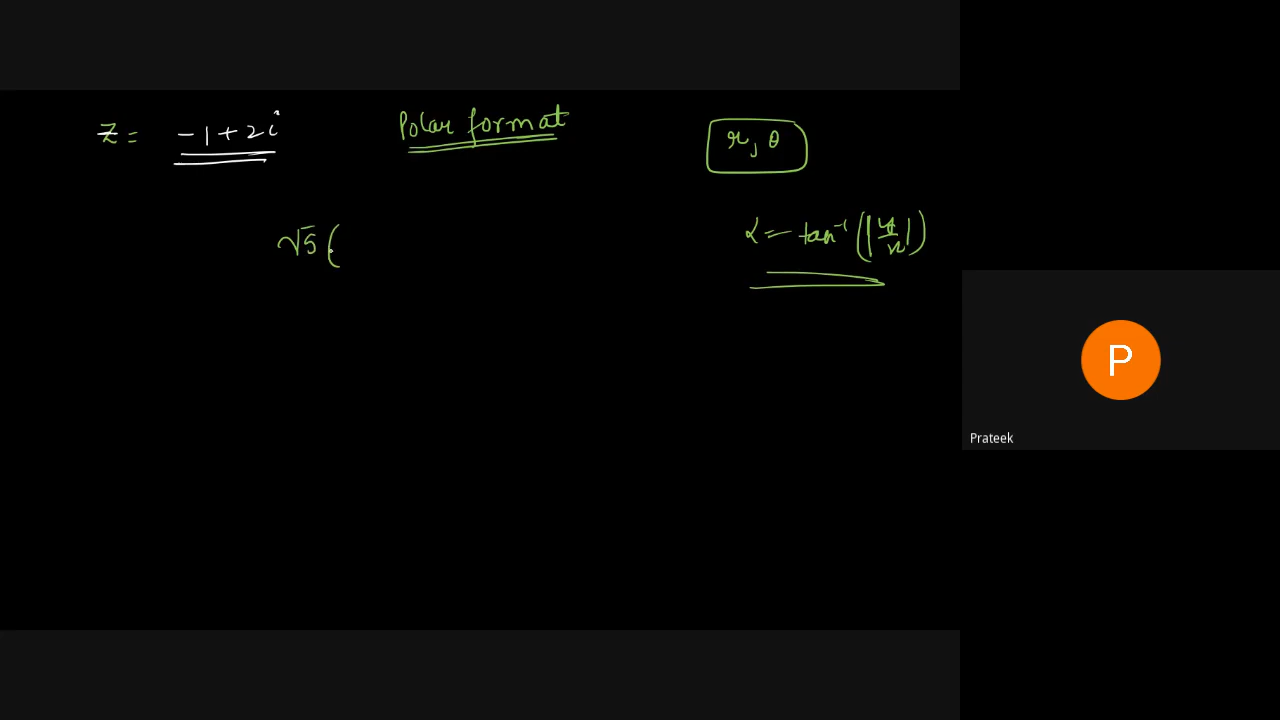 z = -1+2i Polar format r, θ
√5 ( α = tan⁻¹ (|y/x|)
P
Prateek